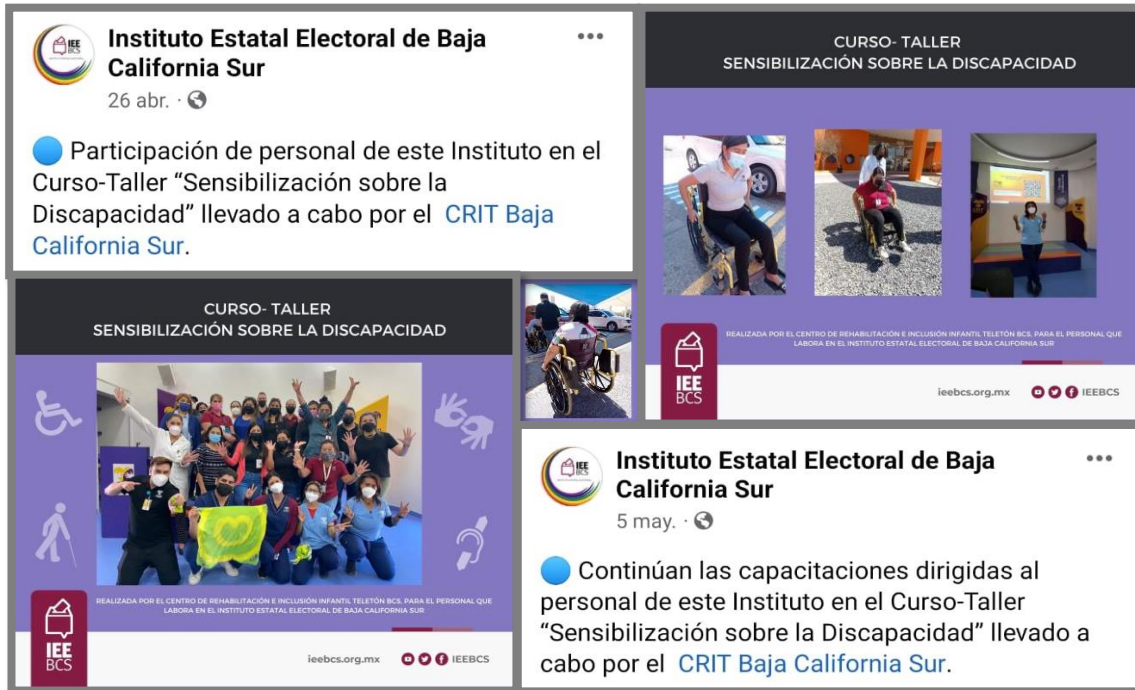 Instituto Estatal Electoral de Baja
California Sur
26 abr.
Participación de personal de este Instituto en el
Curso-Taller “Sensibilización sobre la
Discapacidad” llevado a cabo por el CRIT Baja
California Sur.
CURSO- TALLER
SENSIBILIZACIÓN SOBRE LA DISCAPACIDAD
REALIZADA POR EL CENTRO DE REHABILITACIÓN E INCLUSIÓN INFANTIL TELETÓN BCS, PARA EL PERSONAL QUE
LABORA EN EL INSTITUTO ESTATAL ELECTORAL DE BAJA CALIFORNIA SUR
IEE
BCS
ieebcs.org.mx IEEBCS
CURSO- TALLER
SENSIBILIZACIÓN SOBRE LA DISCAPACIDAD
REALIZADA POR EL CENTRO DE REHABILITACIÓN E INCLUSIÓN INFANTIL TELETÓN BCS, PARA EL PERSONAL QUE
LABORA EN EL INSTITUTO ESTATAL ELECTORAL DE BAJA CALIFORNIA SUR
IEE
BCS
ieebcs.org.mx IEEBCS
Instituto Estatal Electoral de Baja
California Sur
5 may.
Continúan las capacitaciones dirigidas al
personal de este Instituto en el Curso-Taller
“Sensibilización sobre la Discapacidad” llevado a
cabo por el CRIT Baja California Sur.